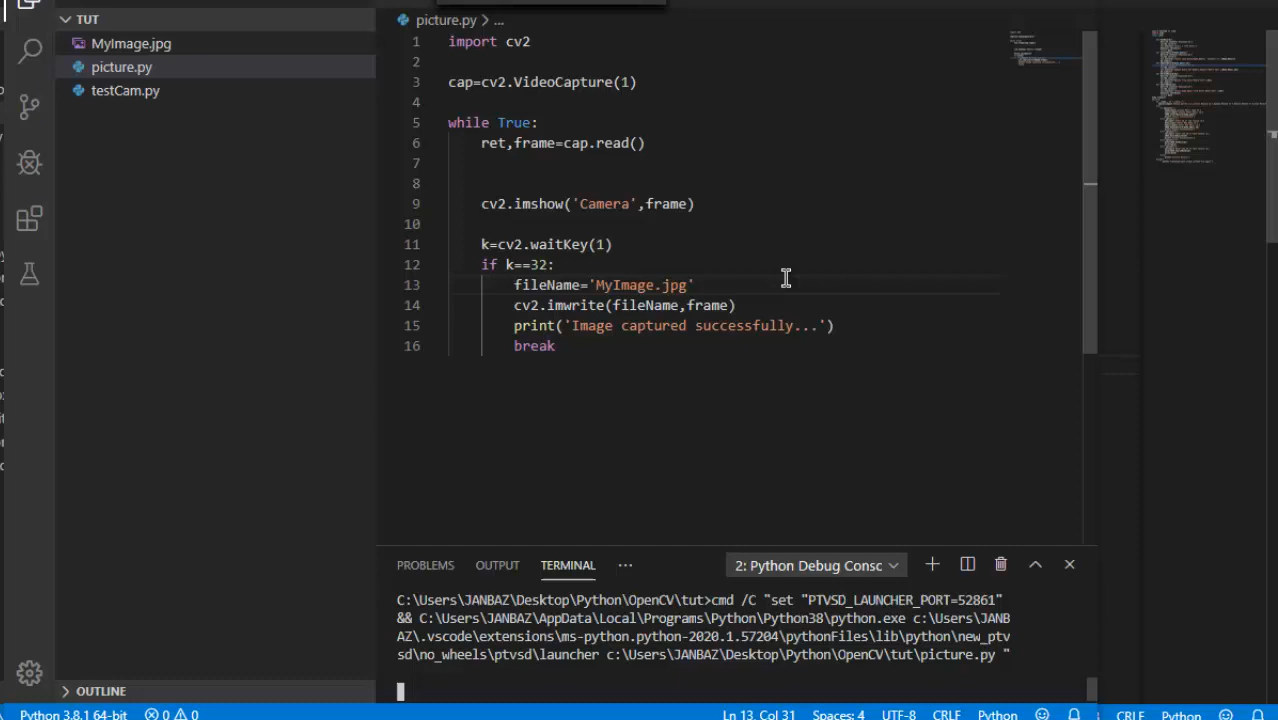 TUT
MyImage.jpg
picture.py
testCam.py
OUTLINE
picture.py > ...
1 import cv2
2
3 cap=cv2.VideoCapture(1)
4
5 while True:
6 ret,frame=cap.read()
7
8
9 cv2.imshow('Camera',frame)
10
11 k=cv2.waitKey(1)
12 if k==32:
13 fileName='MyImage.jpg'
14 cv2.imwrite(fileName,frame)
15 print('Image captured successfully...')
16 break
PROBLEMS OUTPUT TERMINAL ... 2: Python Debug Consc
C:\Users\JANBAZ\Desktop\Python\OpenCV\tut>cmd /C "set "PTVSD_LAUNCHER_PORT=52861"
&& C:\Users\JANBAZ\AppData\Local\Programs\Python\Python38\python.exe c:\Users\JANB
AZ\.vscode\extensions\ms-python.python-2020.1.57204\pythonFiles\lib\python\new_ptv
sd\no_wheels\ptvsd\launcher c:\Users\JANBAZ\Desktop\Python\OpenCV\tut\picture.py "
Python 3.8.1 64-bit 0 0 Ln 13, Col 31 Spaces: 4 UTF-8 CRLF Python CRLF Python